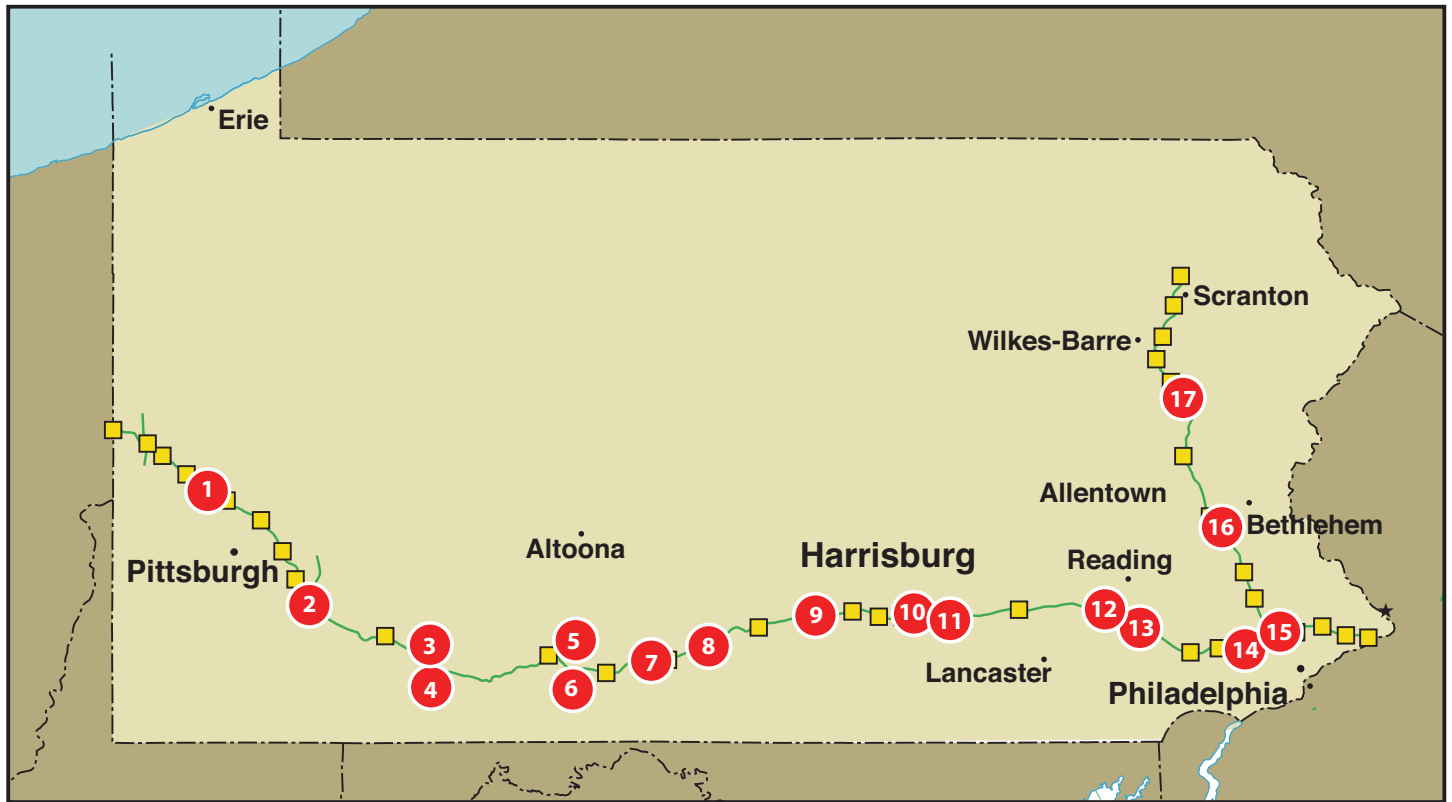 Erie
Scranton
Wilkes-Barre
17
1
Allentown
16
Bethlehem
Altoona
Pittsburgh
Harrisburg
Reading
2
9
10
11
12
13
3
5
15
4
6
7
8
14
Lancaster
Philadelphia